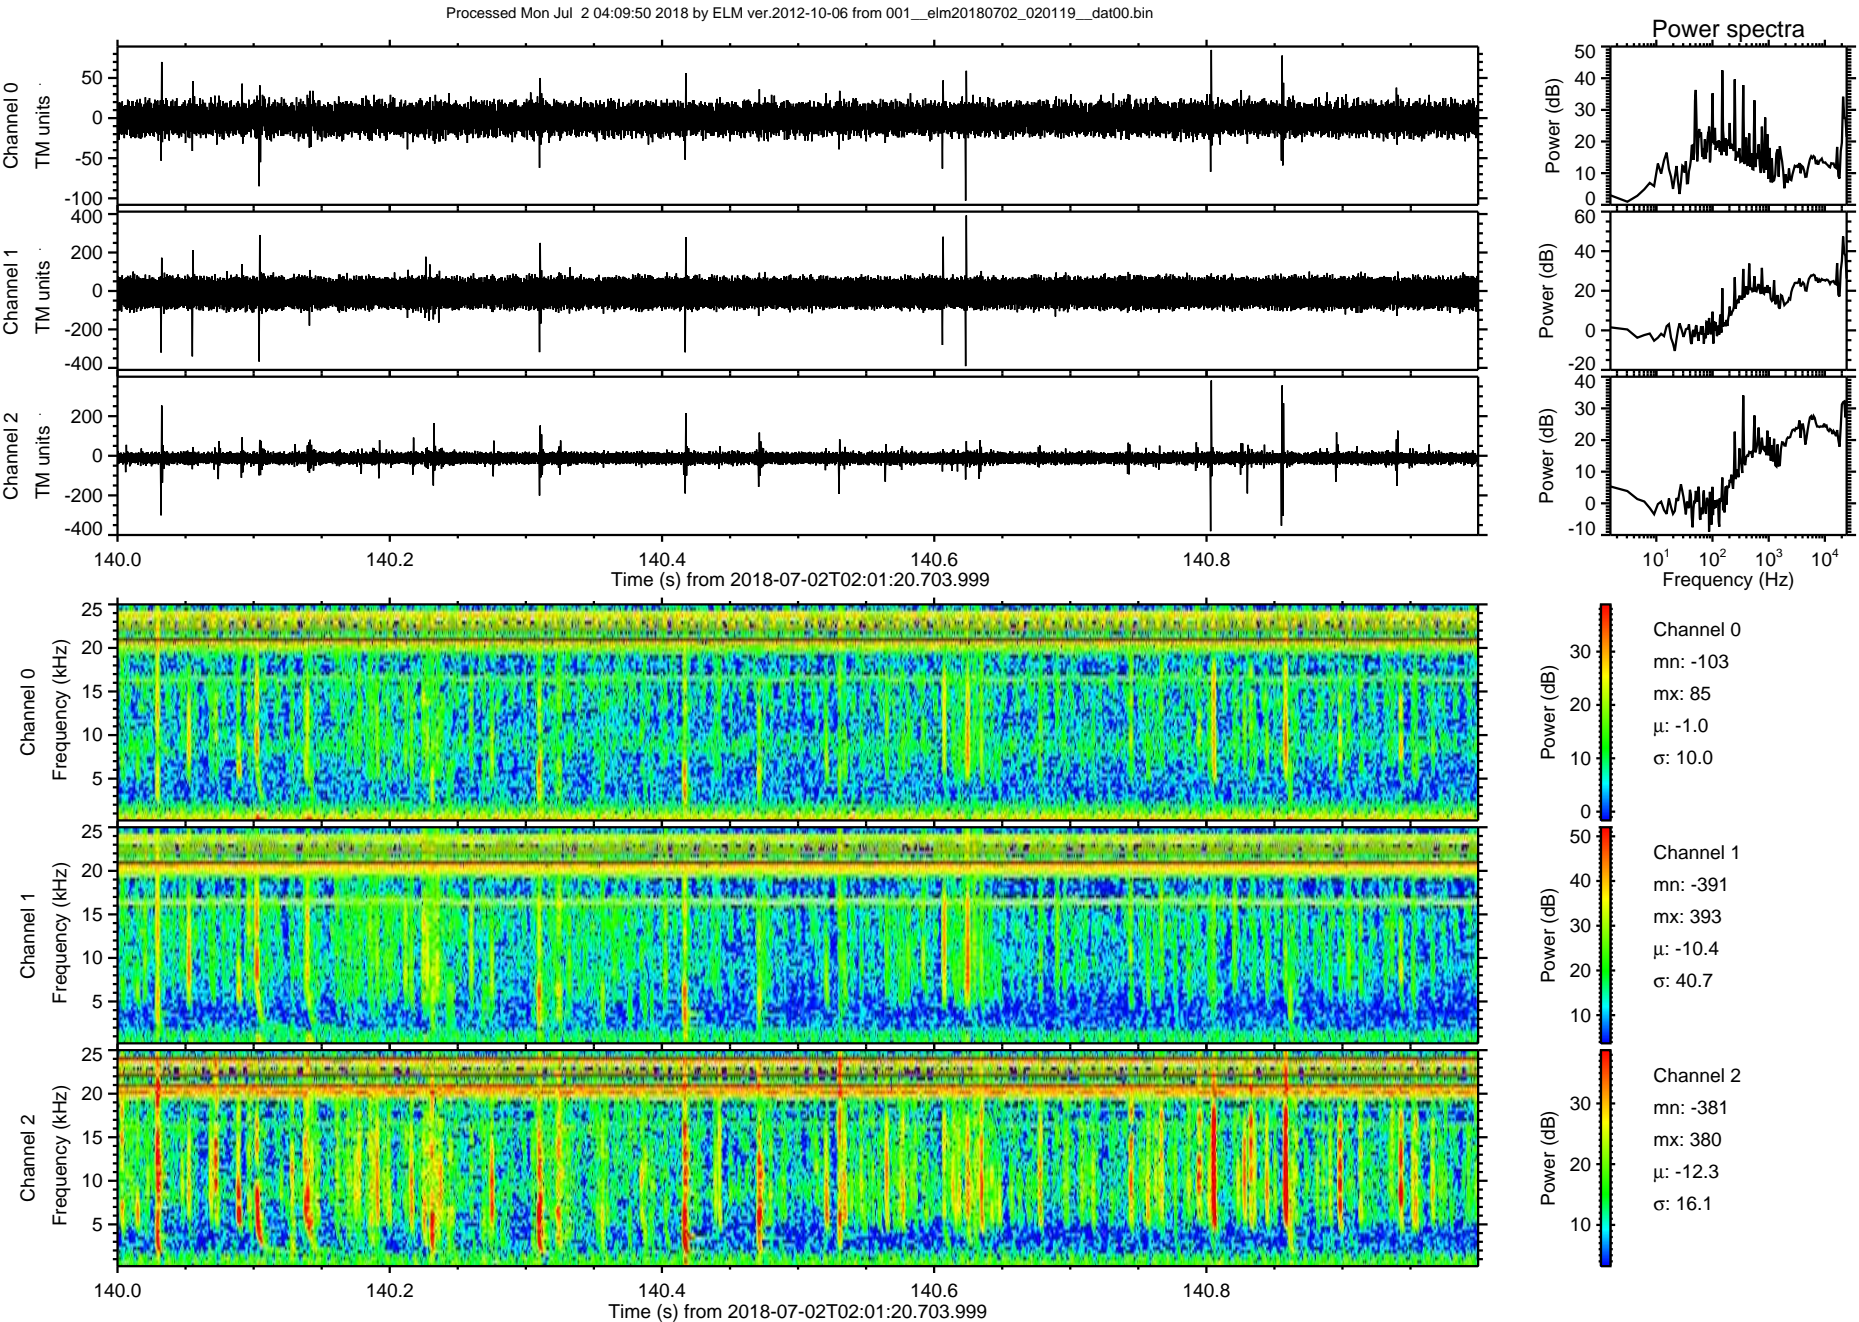 Processed Mon Jul  2 04:09:50 2018 by ELM ver.2012-10-06 from 001__elm20180702_020119__dat00.bin
Power spectra
Channel 0
TM units
50
0
-50
-100
Power (dB)
50
40
30
20
10
0
Channel 1
TM units
400
200
0
-200
-400
Power (dB)
60
40
20
0
-20
Channel 2
TM units
200
0
-200
-400
Power (dB)
40
30
20
10
0
-10
140.0 140.2 140.4 140.6 140.8
Time (s) from 2018-07-02T02:01:20.703.999
10^1 10^2 10^3 10^4
Frequency (Hz)
Channel 0
Frequency (kHz)
25
20
15
10
5
Power (dB)
30
20
10
0
Channel 0
mn: -103
mx: 85
μ: -1.0
σ: 10.0
Channel 1
Frequency (kHz)
25
20
15
10
5
Power (dB)
50
40
30
20
10
Channel 1
mn: -391
mx: 393
μ: -10.4
σ: 40.7
Channel 2
Frequency (kHz)
25
20
15
10
5
Power (dB)
30
20
10
Channel 2
mn: -381
mx: 380
μ: -12.3
σ: 16.1
140.0 140.2 140.4 140.6 140.8
Time (s) from 2018-07-02T02:01:20.703.999